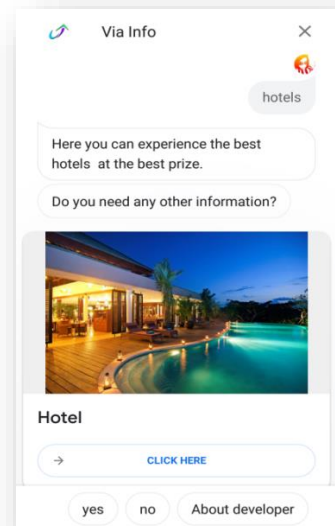 Via Info
hotels
Here you can experience the best
hotels at the best prize.
Do you need any other information?
Hotel
CLICK HERE
yes no About developer